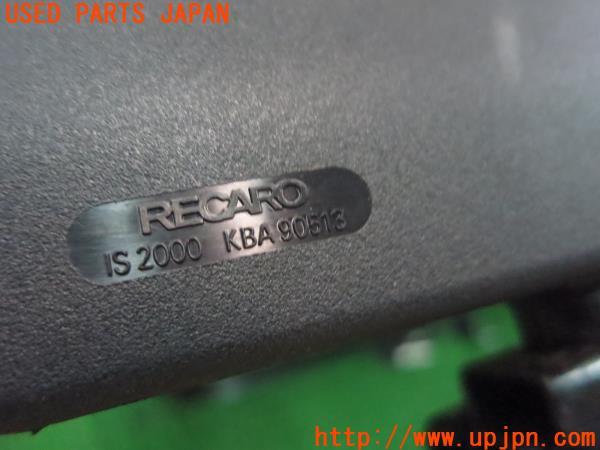 USED PARTS JAPAN
RECARO
IS 2000 KBA 90513
http://www.upjpn.com